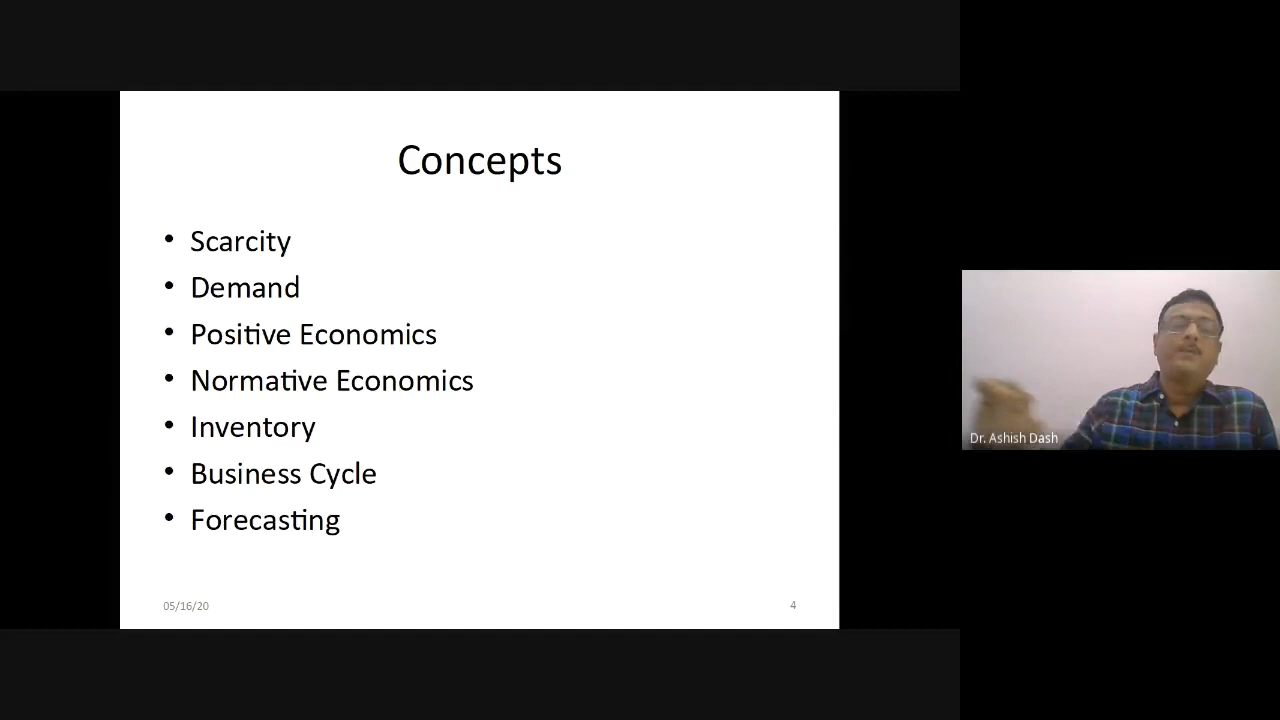 Concepts
• Scarcity
• Demand
• Positive Economics
• Normative Economics
• Inventory
• Business Cycle
• Forecasting
05/16/20
4
Dr. Ashish Dash